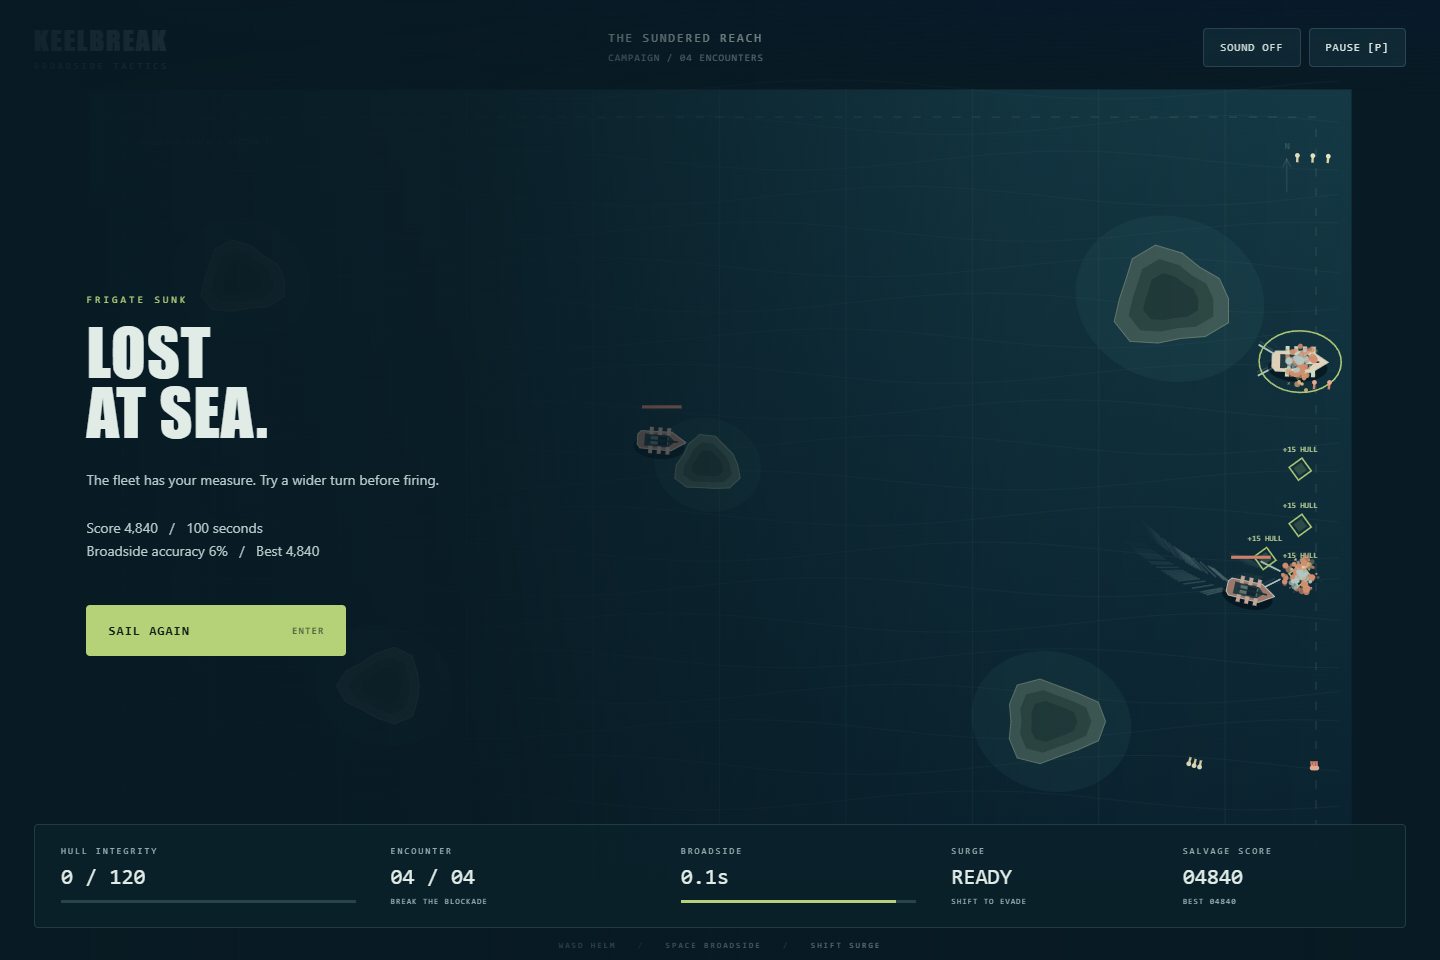 KEELBREAK
BROADSIDE TACTICS
THE SUNDERED REACH
CAMPAIGN / 04 ENCOUNTERS
SOUND OFF
PAUSE [P]
N
FRIGATE SUNK
LOST
AT SEA.
The fleet has your measure. Try a wider turn before firing.
Score 4,840 / 100 seconds
Broadside accuracy 6% / Best 4,840
SAIL AGAIN ENTER
+15 HULL
+15 HULL
+15 HULL
+15 HULL
HULL INTEGRITY
0 / 120
ENCOUNTER
04 / 04
BREAK THE BLOCKADE
BROADSIDE
0.1s
SURGE
READY
SHIFT TO EVADE
SALVAGE SCORE
04840
BEST 04840
WASD HELM / SPACE BROADSIDE / SHIFT SURGE